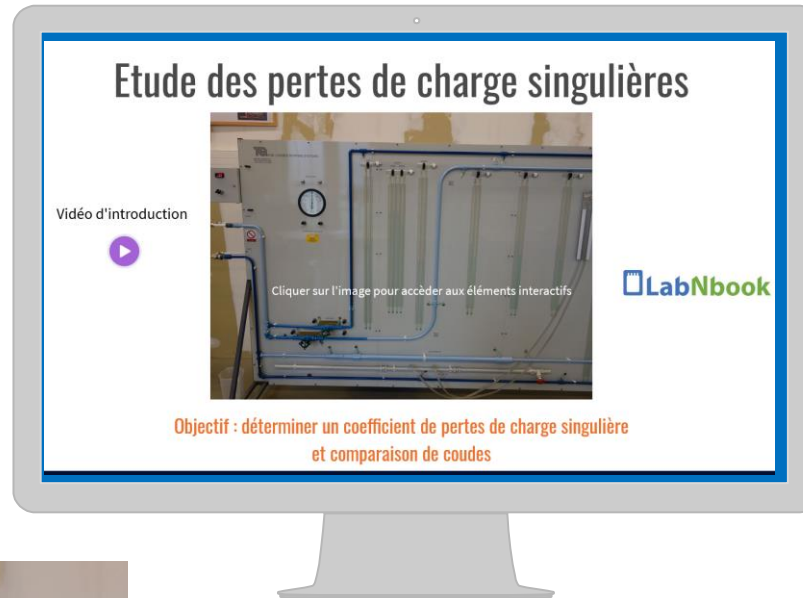 Etude des pertes de charge singulières
Vidéo d'introduction
Cliquer sur l'image pour accèder aux éléments interactifs
LabNbook
Objectif : déterminer un coefficient de pertes de charge singulière
et comparaison de coudes